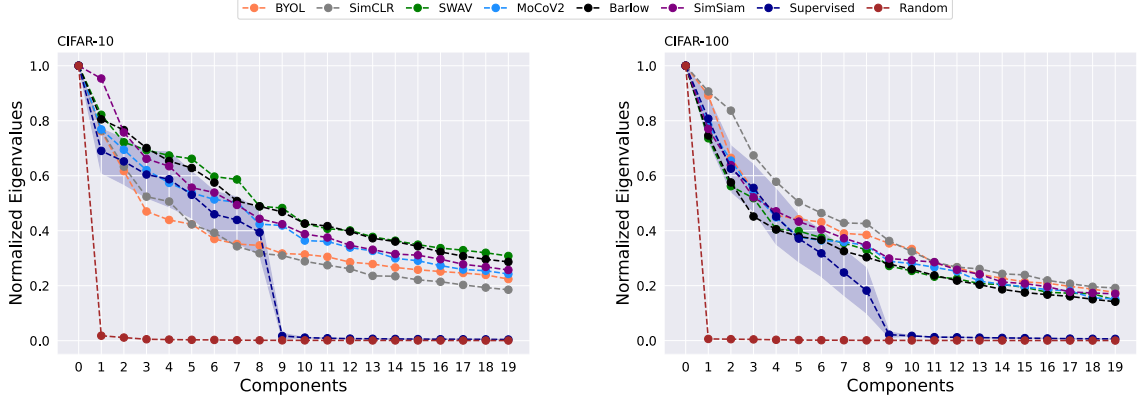 BYOL SimCLR SWAV MoCoV2 Barlow SimSiam Supervised Random
CIFAR-10
Normalized Eigenvalues
1.0
0.8
0.6
0.4
0.2
0.0
0 1 2 3 4 5 6 7 8 9 10 11 12 13 14 15 16 17 18 19
Components
CIFAR-100
Normalized Eigenvalues
1.0
0.8
0.6
0.4
0.2
0.0
0 1 2 3 4 5 6 7 8 9 10 11 12 13 14 15 16 17 18 19
Components